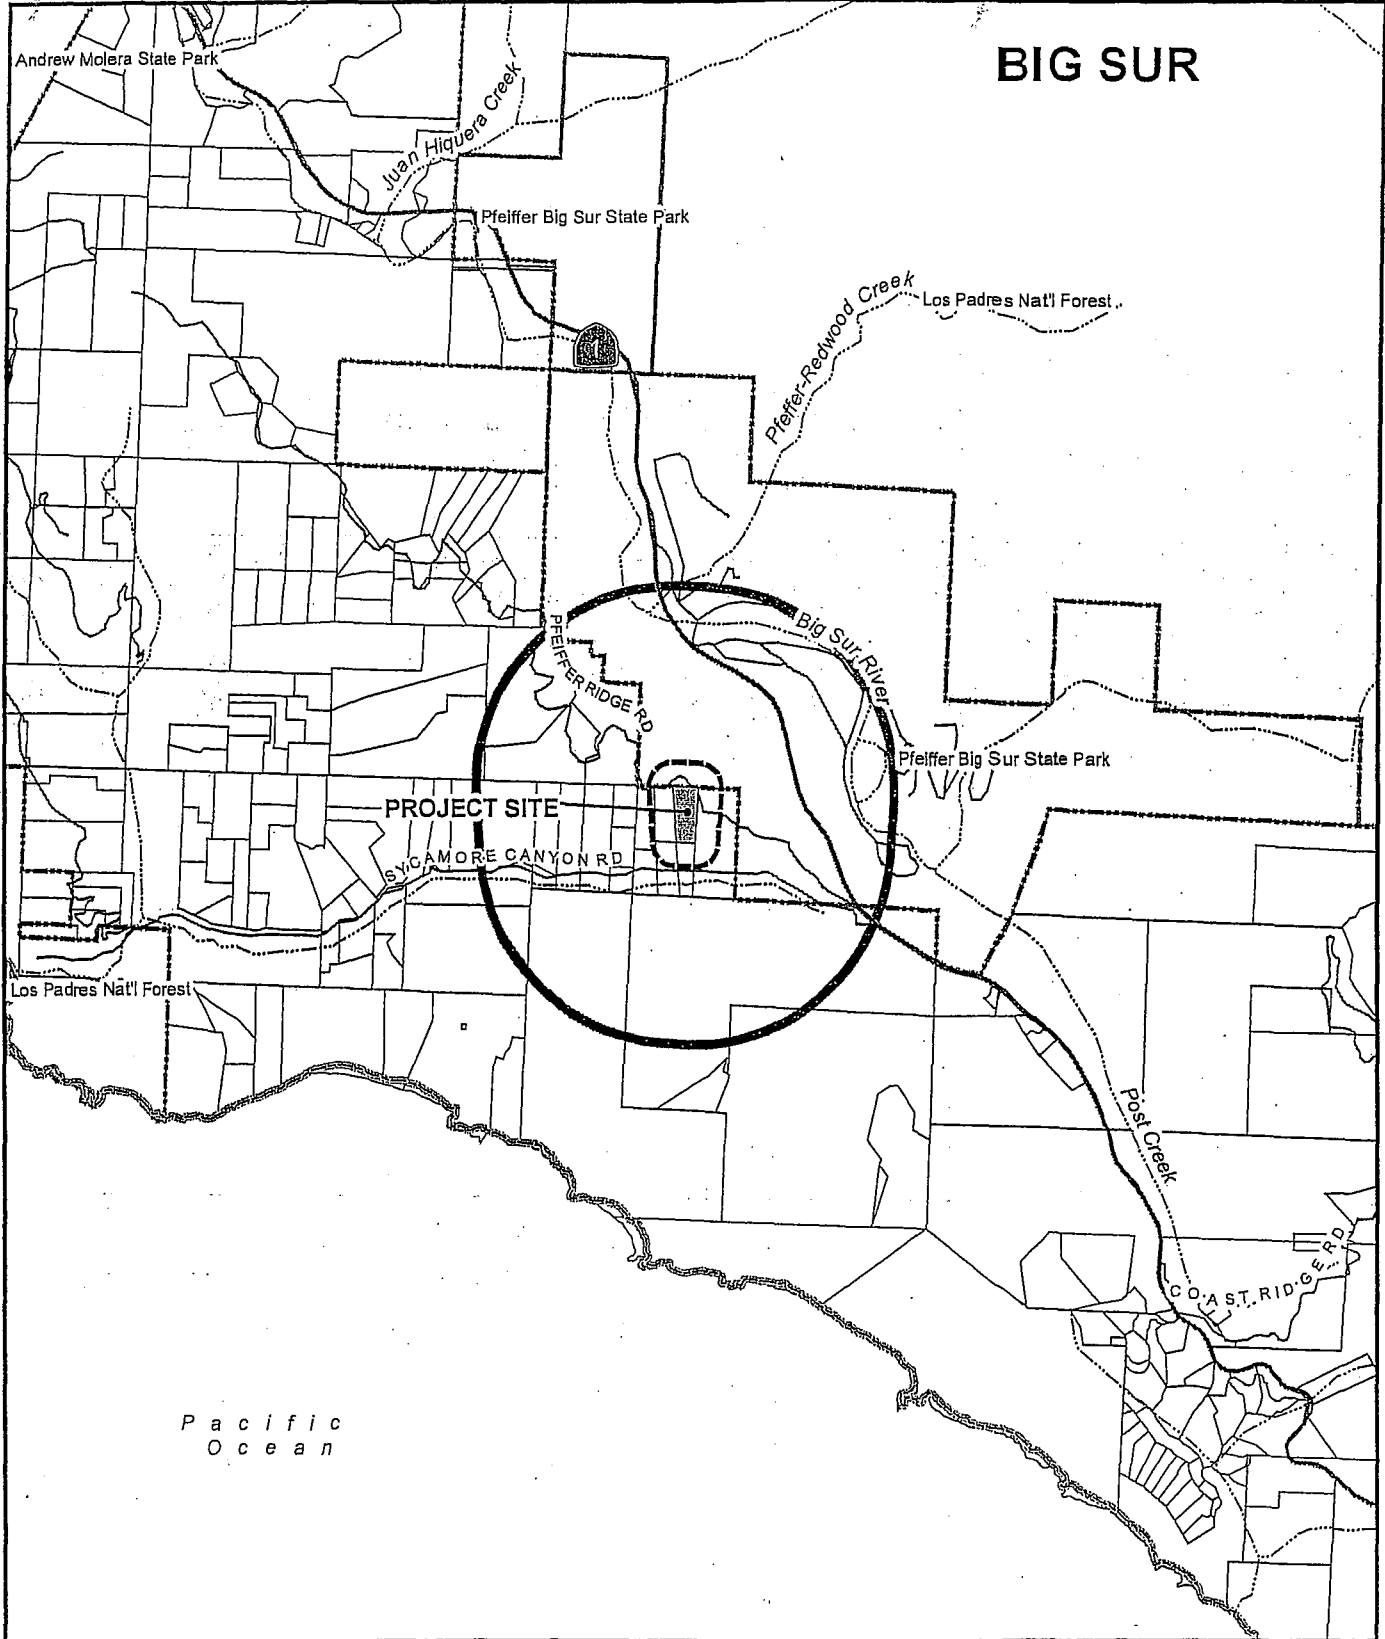 BIG SUR
Andrew Molera State Park
Juan Hiquera Creek
Pfeiffer Big Sur State Park
Pfeffer-Redwood Creek
Los Padres Nat'l Forest
1
Big Sur River
PFEIFFER RIDGE RD
Pfeiffer Big Sur State Park
PROJECT SITE
SYCAMORE CANYON RD
Los Padres Nat'l Forest
Post Creek
COAST RIDGE RD
Pacific
Ocean